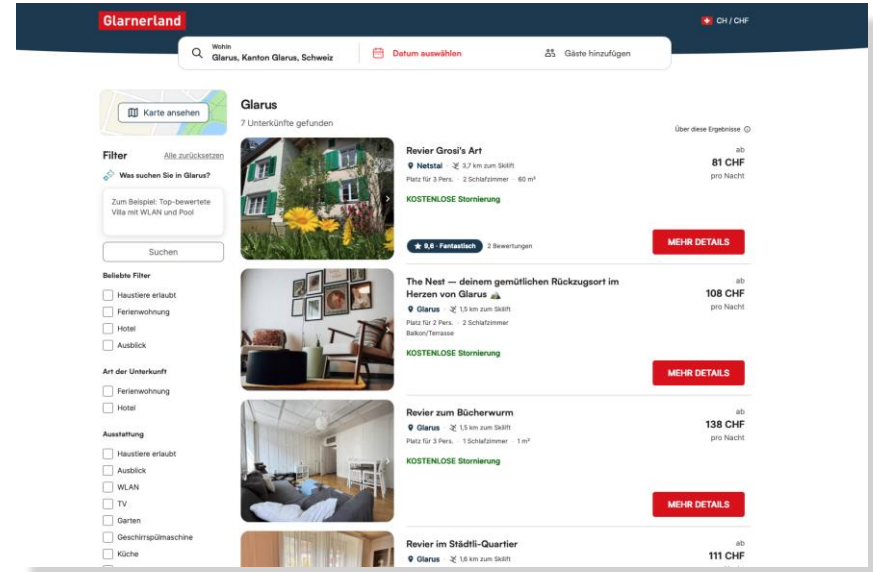 Glarnerland
CH / CHF
Wohin
Glarus, Kanton Glarus, Schweiz
Datum auswählen
Gäste hinzufügen
Karte ansehen
Filter
Alle zurücksetzen
Was suchen Sie in Glarus?
Zum Beispiel: Top-bewertete
Villa mit WLAN und Pool
Suchen
Beliebte Filter
Haustiere erlaubt
Ferienwohnung
Hotel
Ausblick
Art der Unterkunft
Ferienwohnung
Hotel
Ausstattung
Haustiere erlaubt
Ausblick
WLAN
TV
Garten
Geschirrspülmaschine
Küche
Glarus
7 Unterkünfte gefunden
Über diese Ergebnisse
Revier Grosi's Art
Netstal · 3,7 km zum Skilift
Platz für 3 Pers. · 2 Schlafzimmer · 60 m²
KOSTENLOSE Stornierung
9,6 · Fantastisch 2 Bewertungen
ab
81 CHF
pro Nacht
MEHR DETAILS
The Nest — deinem gemütlichen Rückzugsort im
Herzen von Glarus
Glarus · 1,5 km zum Skilift
Platz für 2 Pers. · 2 Schlafzimmer
Balkon/Terrasse
KOSTENLOSE Stornierung
ab
108 CHF
pro Nacht
MEHR DETAILS
Revier zum Bücherwurm
Glarus · 1,5 km zum Skilift
Platz für 3 Pers. · 1 Schlafzimmer · 1 m²
KOSTENLOSE Stornierung
ab
138 CHF
pro Nacht
MEHR DETAILS
Revier im Städtli-Quartier
Glarus · 1,6 km zum Skilift
ab
111 CHF